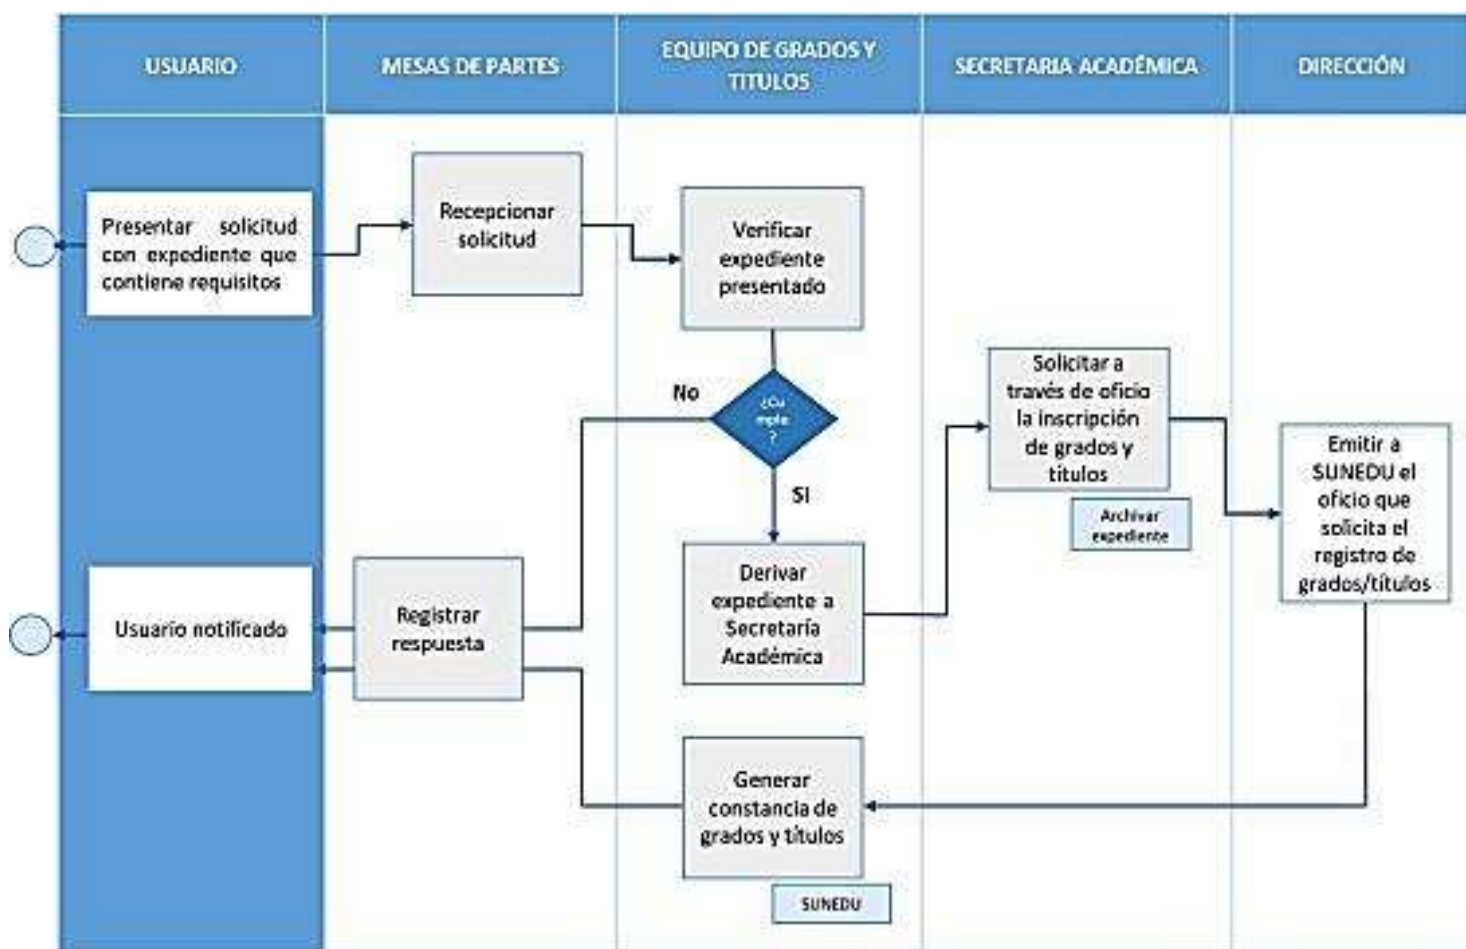 USUARIO
MESAS DE PARTES
EQUIPO DE GRADOS Y
TITULOS
SECRETARIA ACADÉMICA
DIRECCIÓN
Presentar solicitud
con expediente que
contiene requisitos
Recepcionar
solicitud
Verificar
expediente
presentado
No
¿Cu
mple
?
SI
Solicitar a
través de oficio
la inscripción
de grados y
titulos
Archivar
expediente
Emitir a
SUNEDU el
oficio que
solicita el
registro de
grados/títulos
Derivar
expediente a
Secretaría
Académica
Registrar
respuesta
Usuario notificado
Generar
constancia de
grados y títulos
SUNEDU